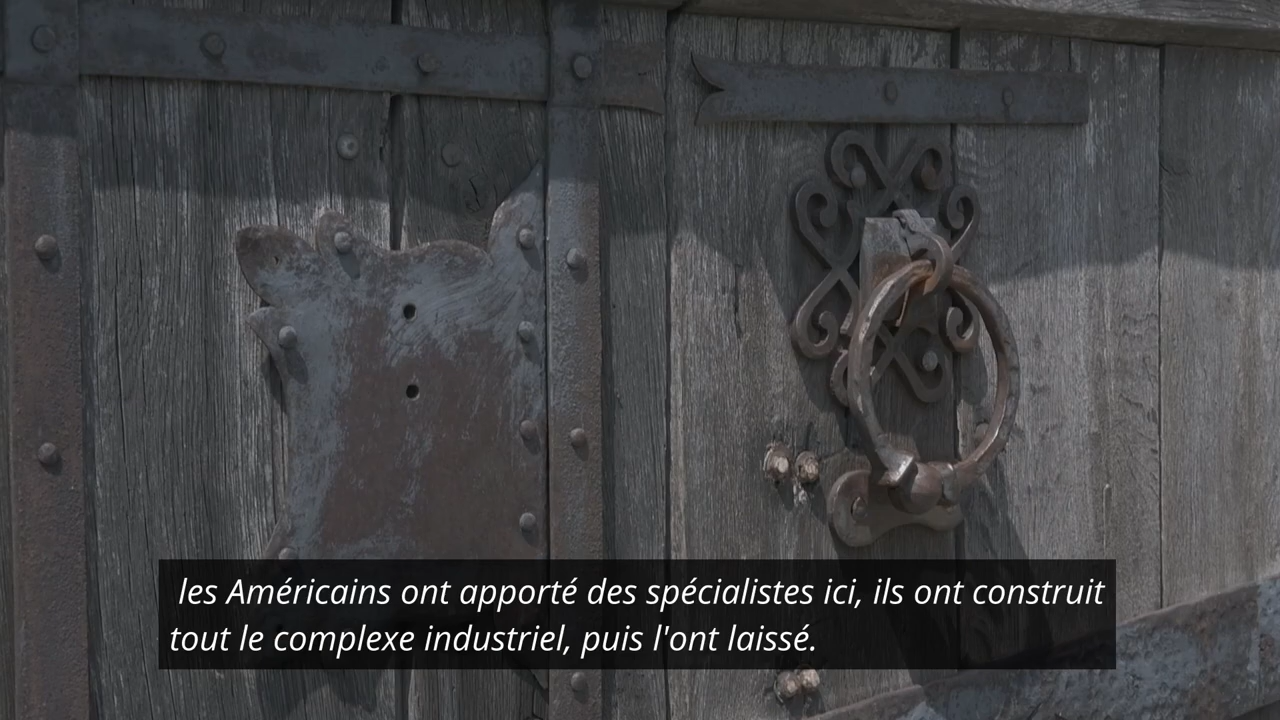 les Américains ont apporté des spécialistes ici, ils ont construit
tout le complexe industriel, puis l'ont laissé.